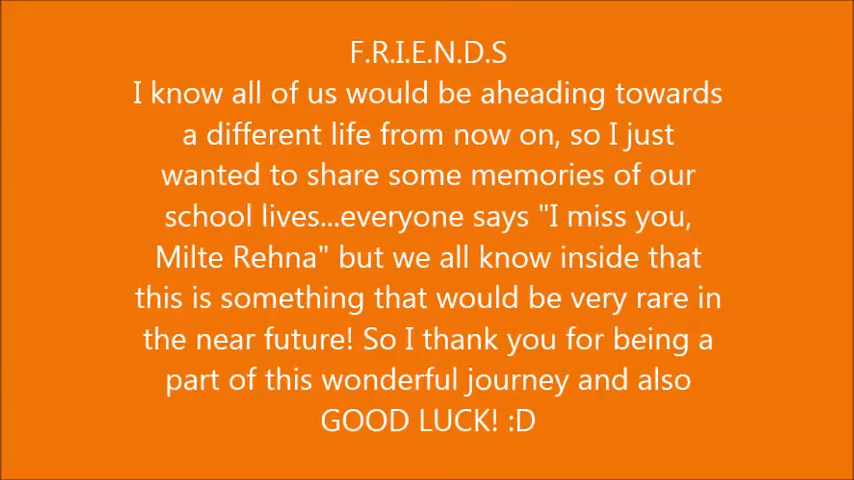 F.R.I.E.N.D.S
I know all of us would be aheading towards
a different life from now on, so I just
wanted to share some memories of our
school lives...everyone says "I miss you,
Milte Rehna" but we all know inside that
this is something that would be very rare in
the near future! So I thank you for being a
part of this wonderful journey and also
GOOD LUCK! :D